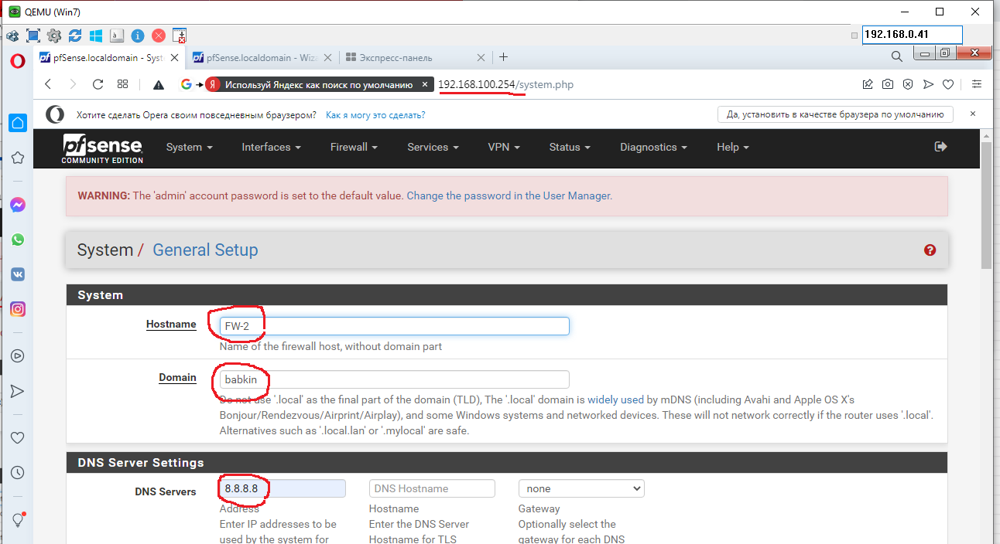 QEMU (Win7)
192.168.0.41
pfSense.localdomain - Syst
pfSense.localdomain - Wiza
Экспресс-панель
Используй Яндекс как поиск по умолчанию
192.168.100.254/system.php
Хотите сделать Opera своим повседневным браузером? Как я могу это сделать?
Да, установить в качестве браузера по умолчанию
pfsense
COMMUNITY EDITION
System Interfaces Firewall Services VPN Status Diagnostics Help
WARNING: The 'admin' account password is set to the default value. Change the password in the User Manager.
System / General Setup
System
Hostname
FW-2
Name of the firewall host, without domain part
Domain
babkin
Do not use '.local' as the final part of the domain (TLD), The '.local' domain is widely used by mDNS (including Avahi and Apple OS X's
Bonjour/Rendezvous/Airprint/Airplay), and some Windows systems and networked devices. These will not network correctly if the router uses '.local'.
Alternatives such as '.local.lan' or '.mylocal' are safe.
DNS Server Settings
DNS Servers
8.8.8.8
DNS Hostname
none
Address
Hostname
Gateway
Enter IP addresses to be
Enter the DNS Server
Optionally select the
used by the system for
Hostname for TLS
gateway for each DNS